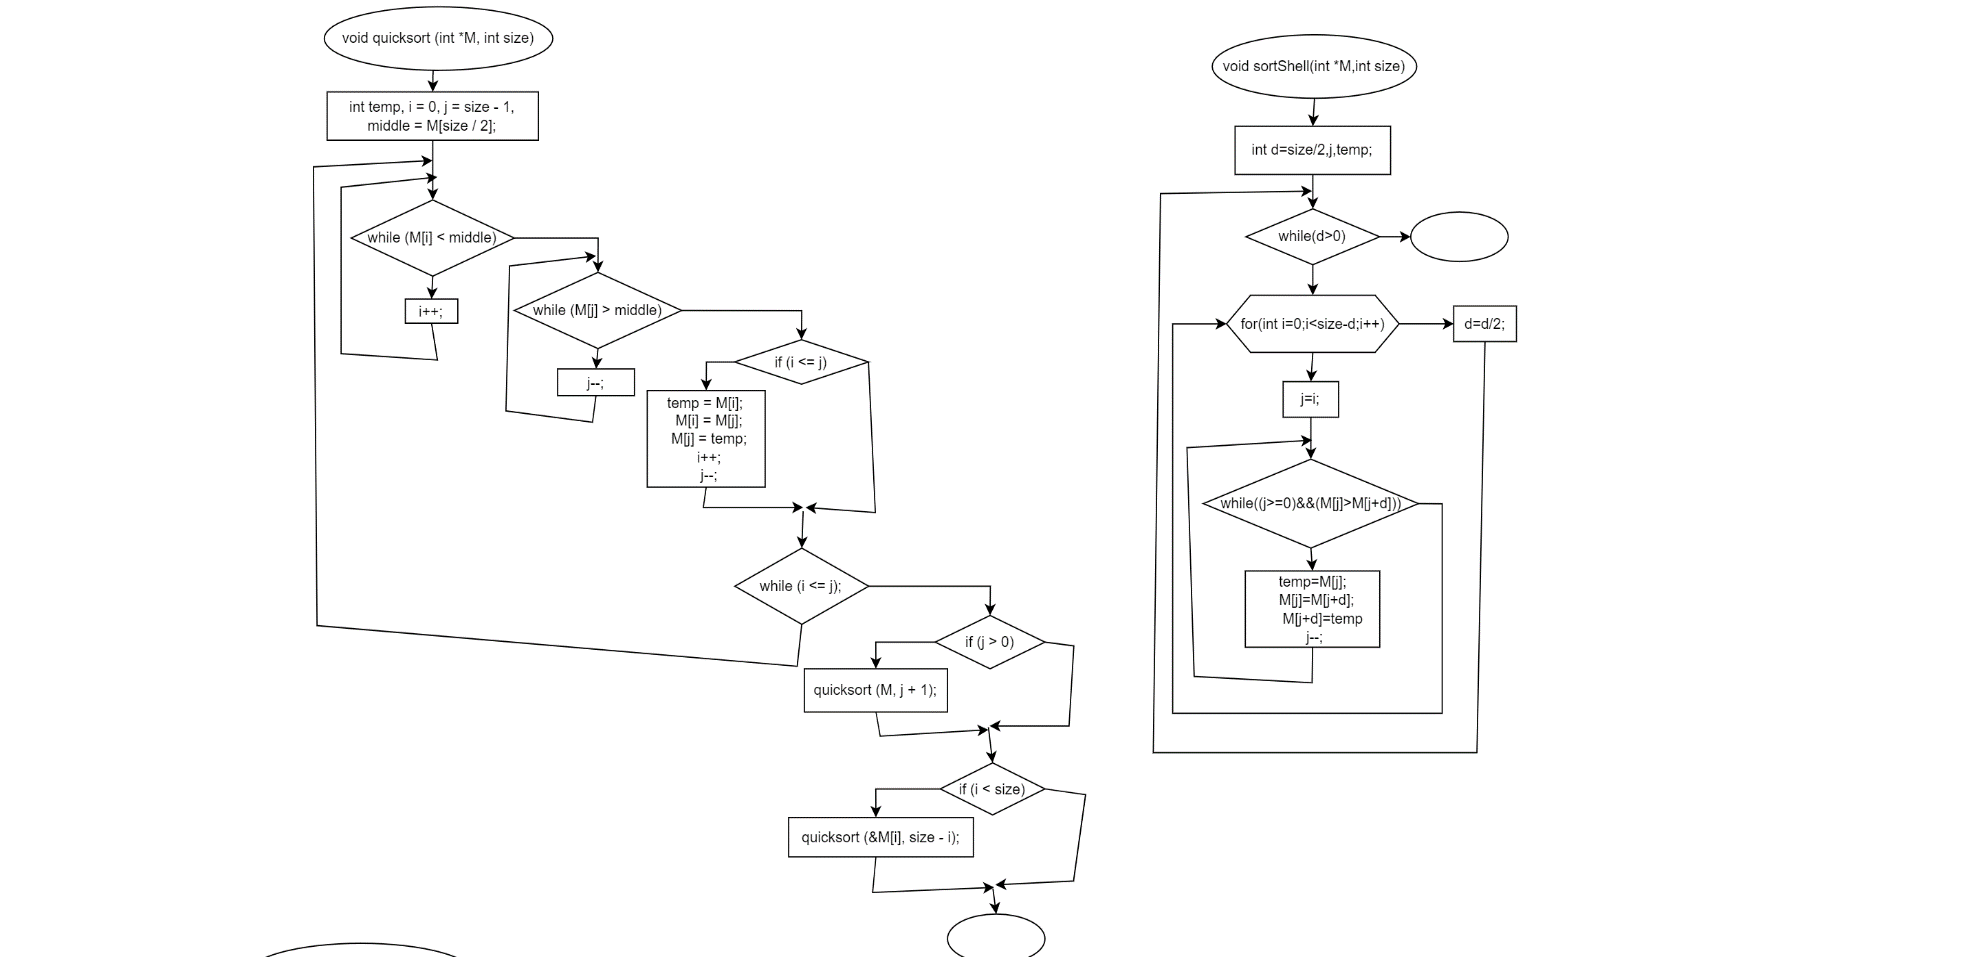 void quicksort (int *M, int size)
int temp, i = 0, j = size - 1,
middle = M[size / 2];
while (M[i] < middle)
i++;
while (M[j] > middle)
j--;
if (i <= j)
temp = M[i];
M[i] = M[j];
M[j] = temp;
i++;
j--;
while (i <= j);
if (j > 0)
quicksort (M, j + 1);
if (i < size)
quicksort (&M[i], size - i);
void sortShell(int *M,int size)
int d=size/2,j,temp;
while(d>0)
for(int i=0;i<size-d;i++)
d=d/2;
j=i;
while((j>=0)&&(M[j]>M[j+d]))
temp=M[j];
M[j]=M[j+d];
M[j+d]=temp
j--;